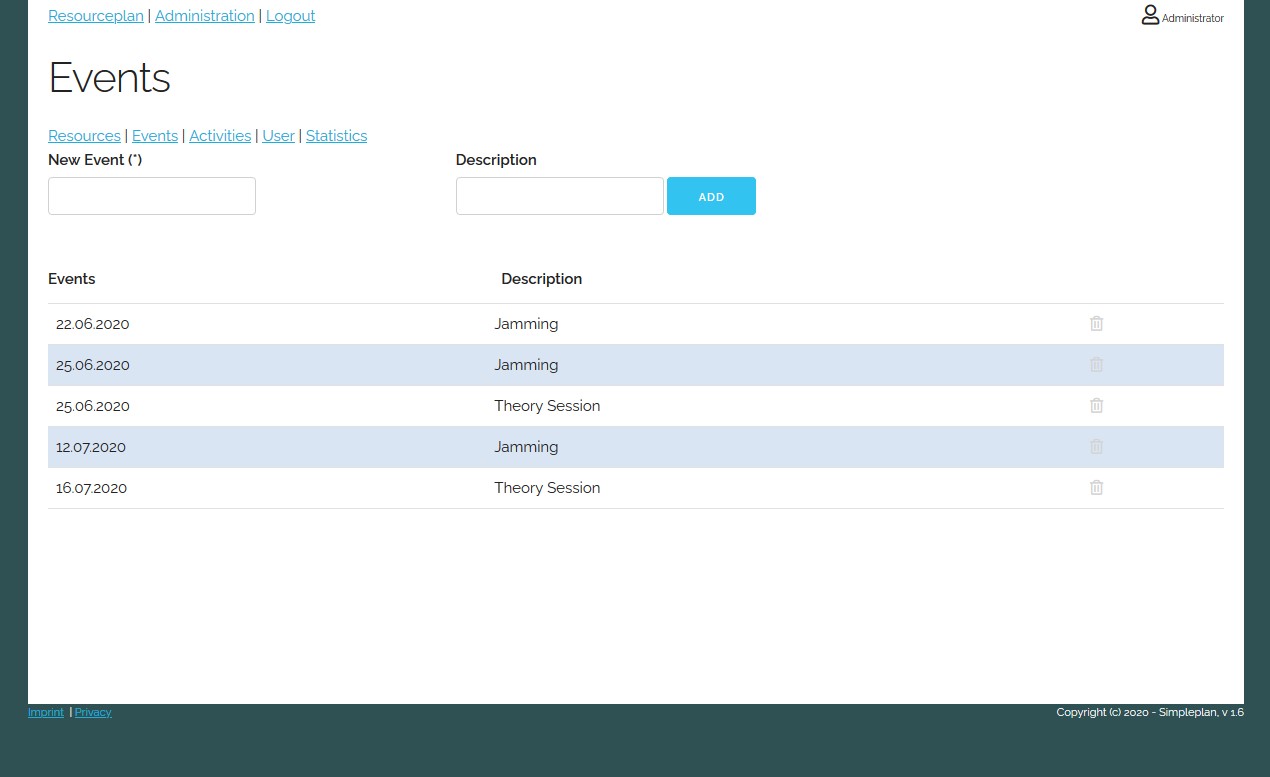 Resourceplan | Administration | Logout
Administrator
Events
Resources | Events | Activities | User | Statistics
New Event (*)
Description
ADD
Events Description
22.06.2020 Jamming
25.06.2020 Jamming
25.06.2020 Theory Session
12.07.2020 Jamming
16.07.2020 Theory Session
Imprint | Privacy
Copyright (c) 2020 - Simpleplan, v 1.6